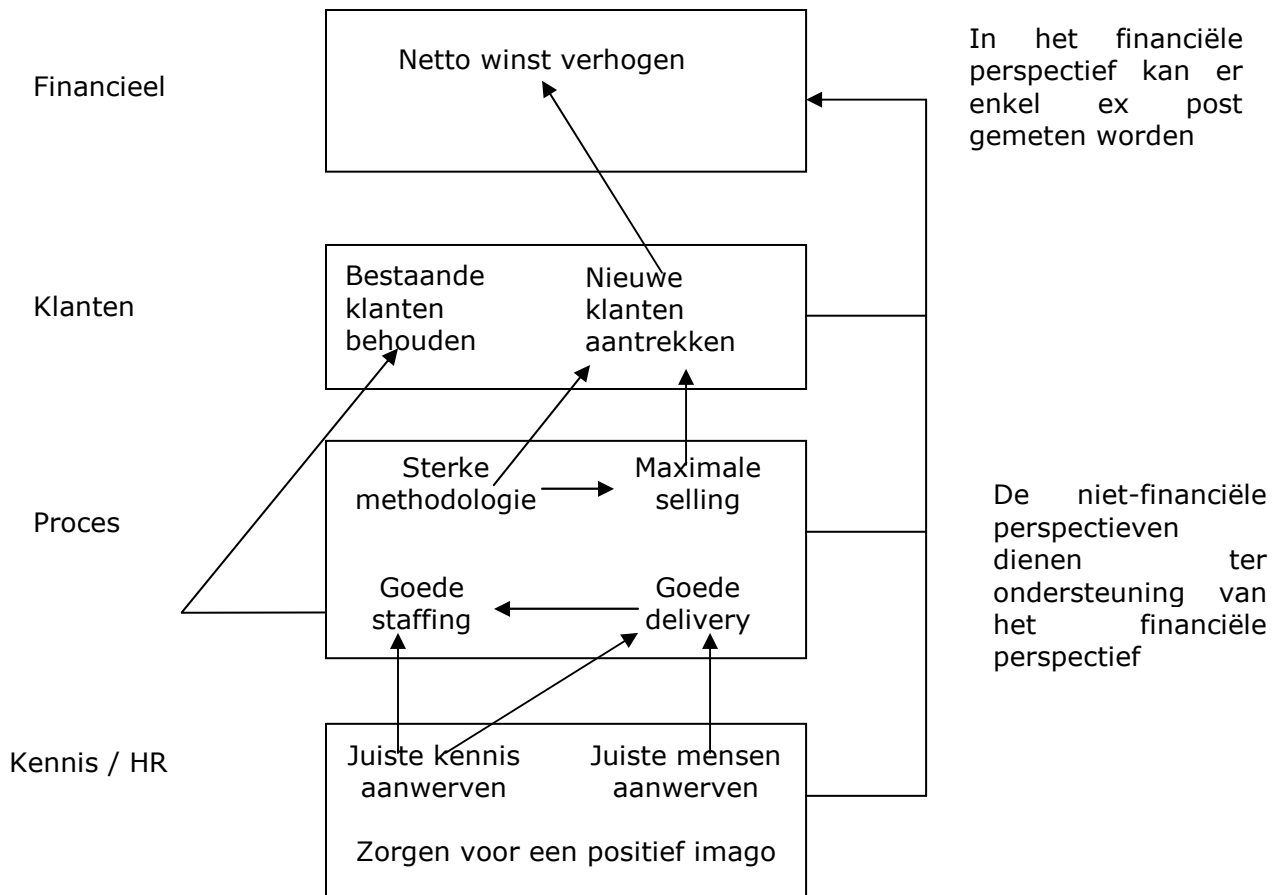 Financieel
Netto winst verhogen
In het financiële
perspectief kan er
enkel ex post
gemeten worden
Klanten
Bestaande
klanten
behouden
Nieuwe
klanten
aantrekken
Proces
Sterke
methodologie
Maximale
selling
Goede
staffing
Goede
delivery
De niet-financiële
perspectieven
dienen ter
ondersteuning van
het financiële
perspectief
Kennis / HR
Juiste kennis
aanwerven
Juiste mensen
aanwerven
Zorgen voor een positief imago